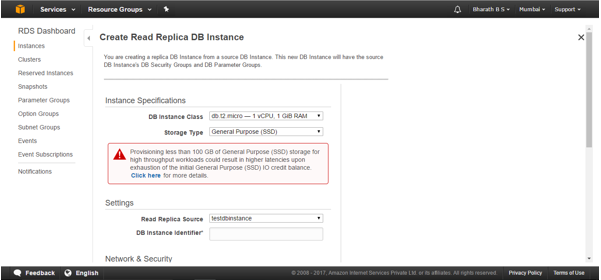 Services Resource Groups Bharath B S Mumbai Support
RDS Dashboard
Instances
Clusters
Reserved Instances
Snapshots
Parameter Groups
Option Groups
Subnet Groups
Events
Event Subscriptions
Notifications
Create Read Replica DB Instance
You are creating a replica DB Instance from a source DB Instance. This new DB Instance will have the source
DB Instance's DB Security Groups and DB Parameter Groups.
Instance Specifications
DB Instance Class db.t2.micro — 1 vCPU, 1 GiB RAM
Storage Type General Purpose (SSD)
Provisioning less than 100 GB of General Purpose (SSD) storage for
high throughput workloads could result in higher latencies upon
exhaustion of the initial General Purpose (SSD) IO credit balance.
Click here for more details.
Settings
Read Replica Source testdbinstance
DB Instance Identifier*
Network & Security
Feedback English © 2008 - 2017, Amazon Internet Services Private Ltd. or its affiliates. All rights reserved. Privacy Policy Terms of Use